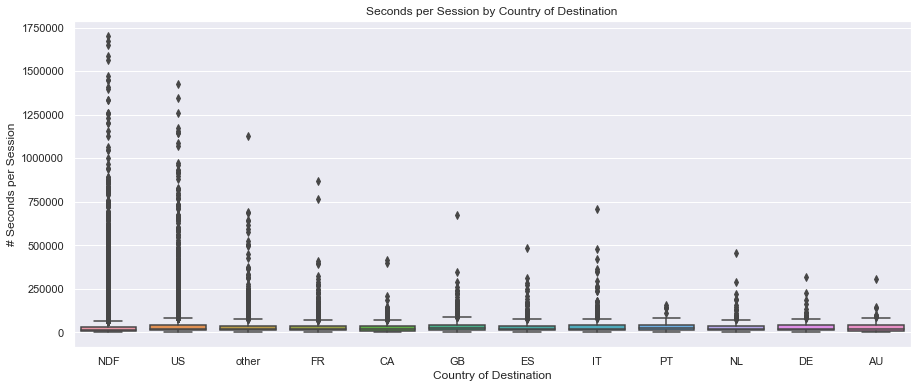 Seconds per Session by Country of Destination
1750000
1500000
1250000
1000000
750000
500000
250000
0
# Seconds per Session
NDF US other FR CA GB ES IT PT NL DE AU
Country of Destination